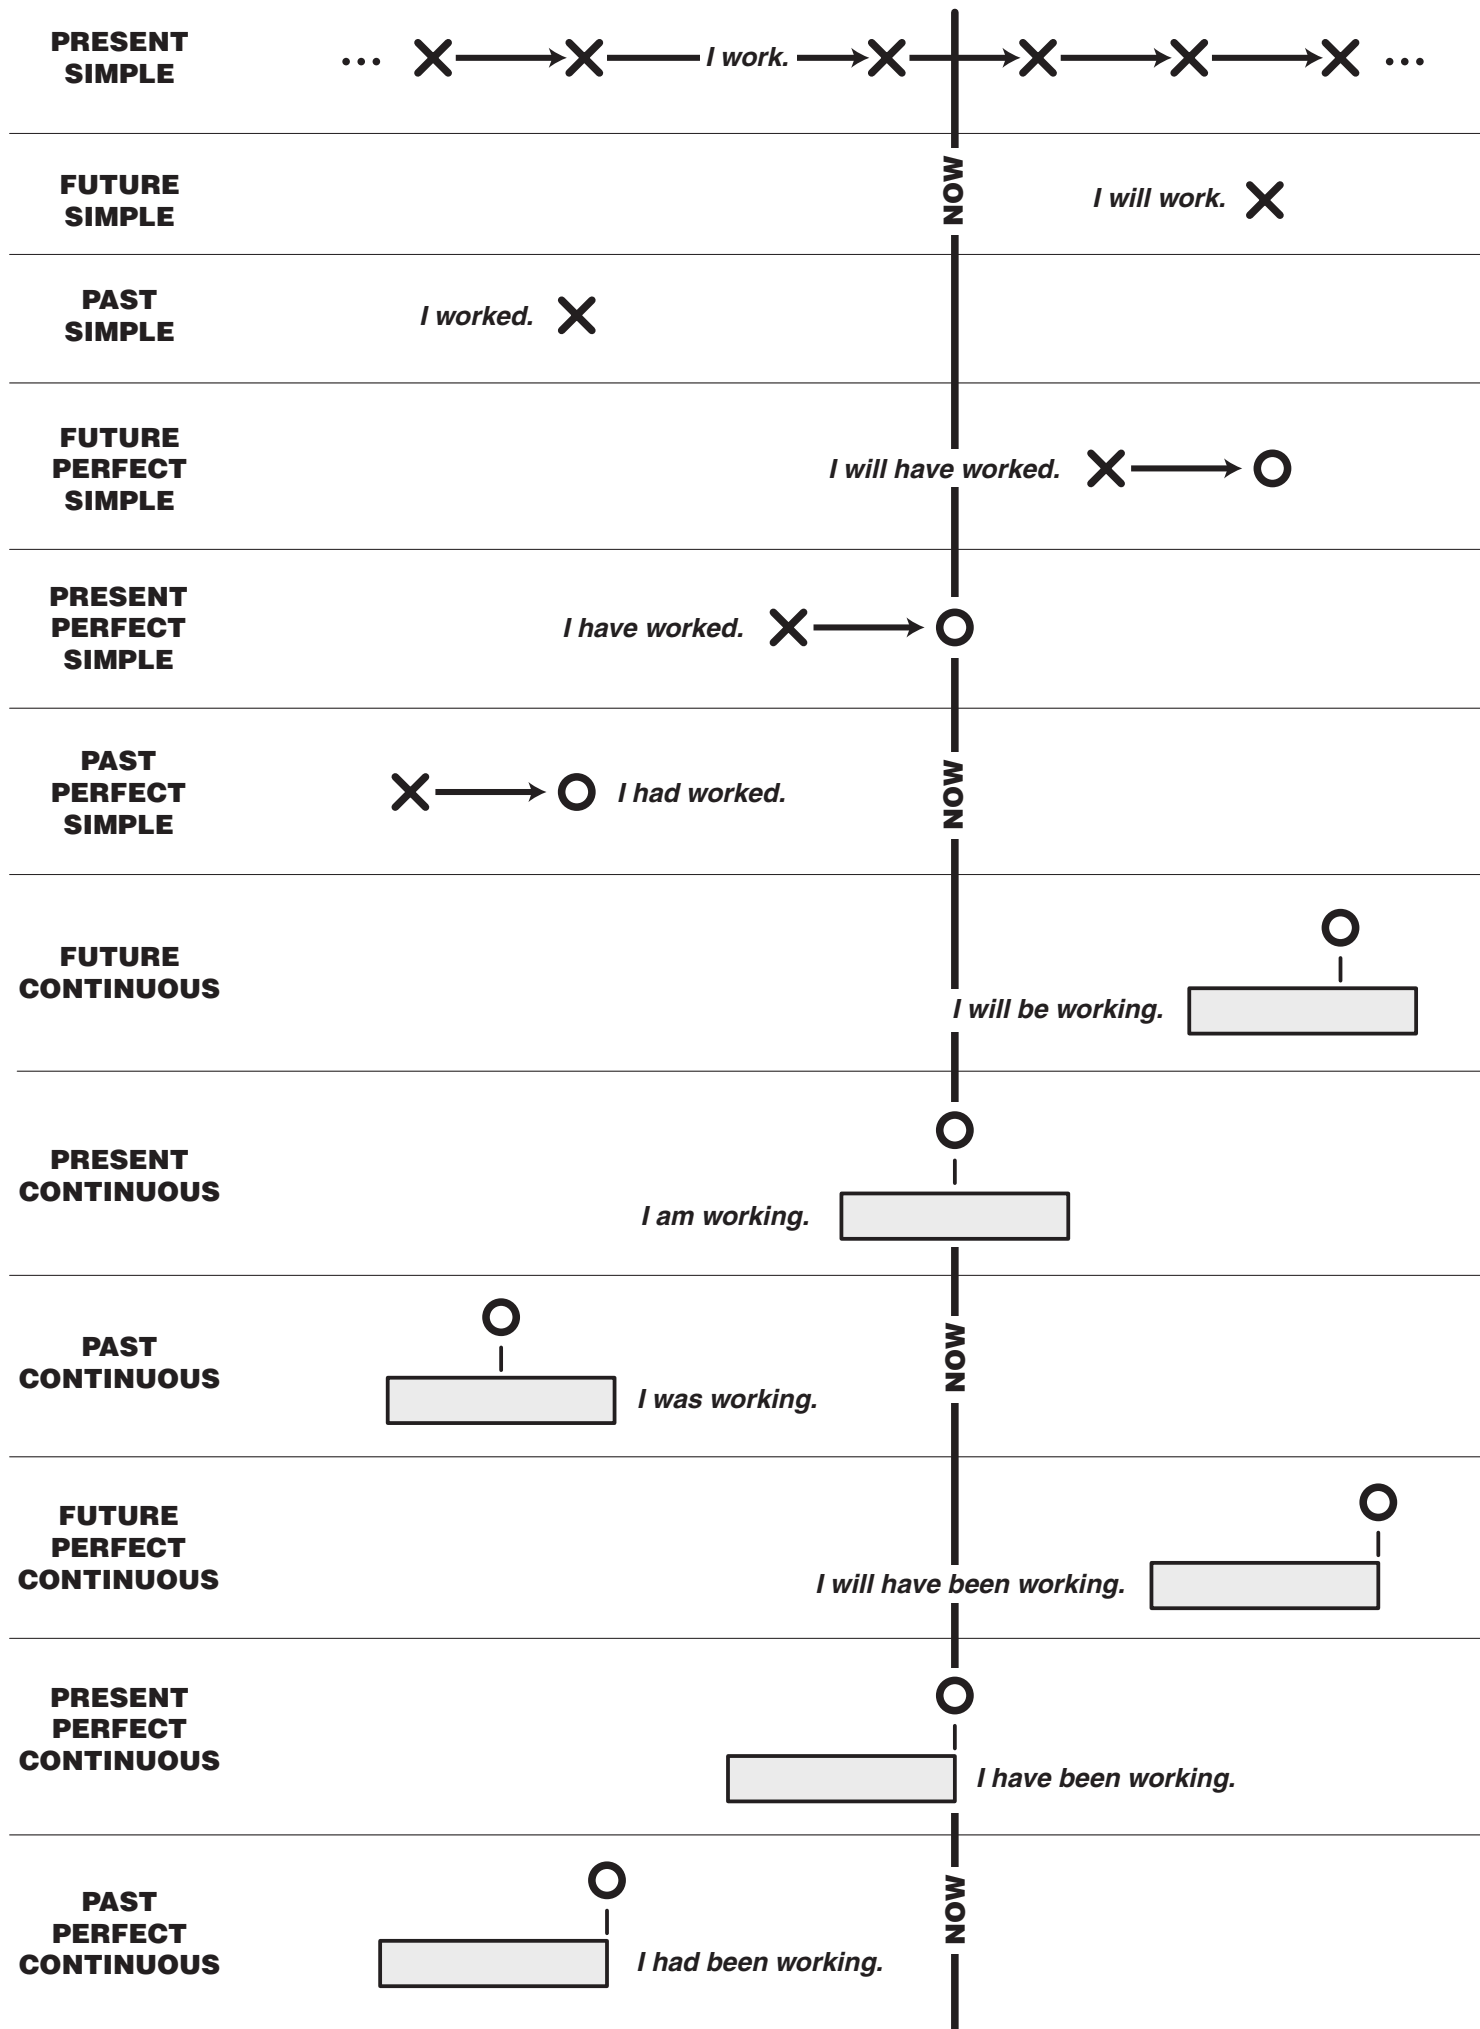 PRESENT
SIMPLE
... I work. ...
FUTURE
SIMPLE
NOW
I will work.
PAST
SIMPLE
I worked.
FUTURE
PERFECT
SIMPLE
I will have worked.
PRESENT
PERFECT
SIMPLE
I have worked.
PAST
PERFECT
SIMPLE
I had worked.
NOW
FUTURE
CONTINUOUS
I will be working.
PRESENT
CONTINUOUS
I am working.
PAST
CONTINUOUS
I was working.
NOW
FUTURE
PERFECT
CONTINUOUS
I will have been working.
PRESENT
PERFECT
CONTINUOUS
I have been working.
PAST
PERFECT
CONTINUOUS
I had been working.
NOW